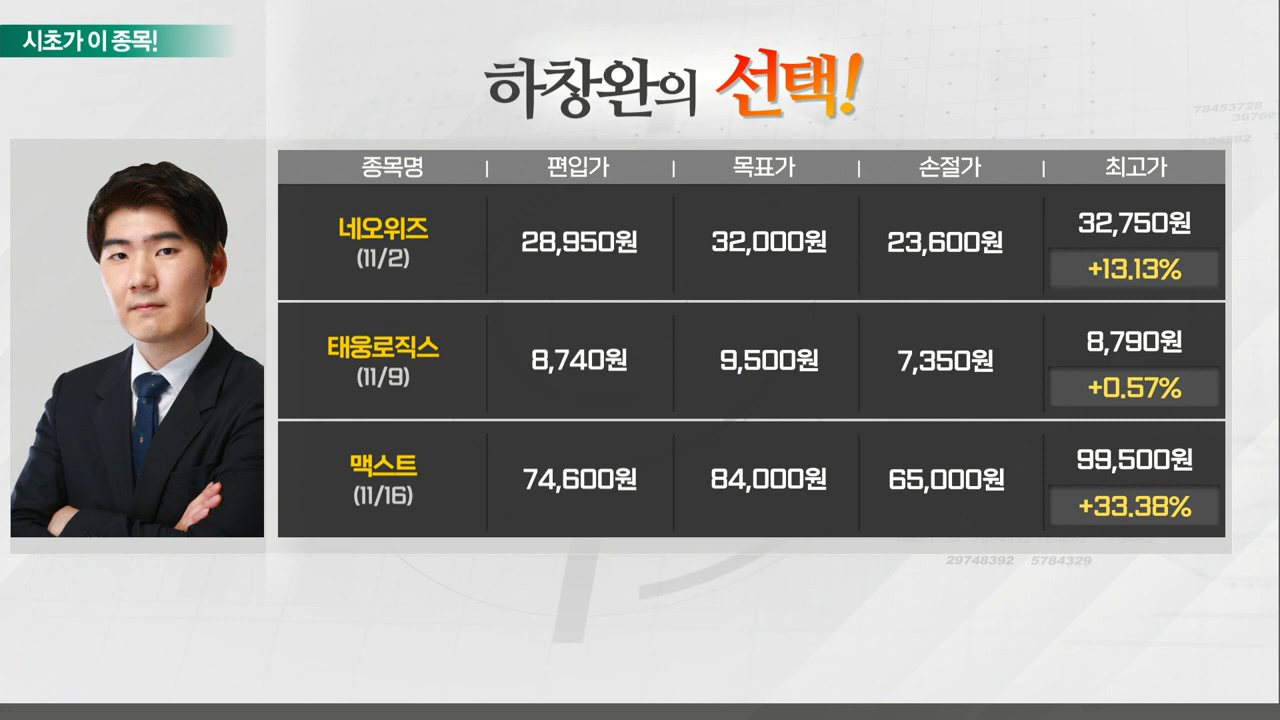 시초가 이 종목!
하창완의 선택!
종목명 | 편입가 | 목표가 | 손절가 | 최고가
네오위즈
(11/2)
28,950원
32,000원
23,600원
32,750원
+13.13%
태웅로직스
(11/9)
8,740원
9,500원
7,350원
8,790원
+0.57%
맥스트
(11/16)
74,600원
84,000원
65,000원
99,500원
+33.38%
78453728
29748392 5784329